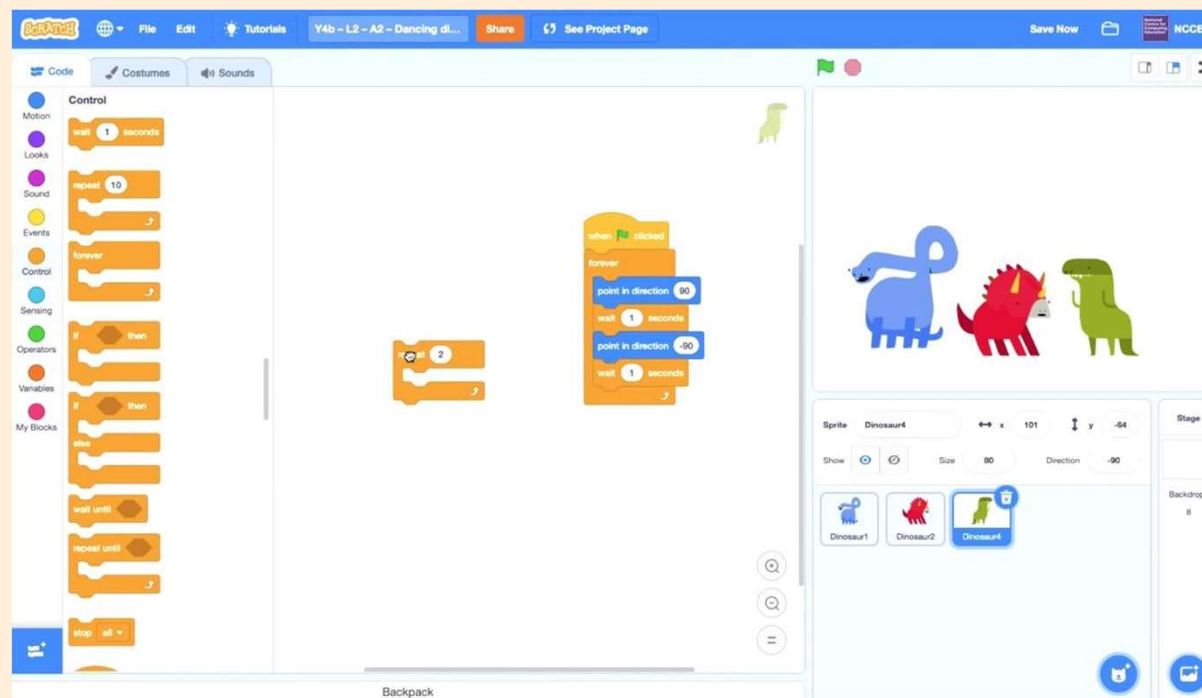 SCRATCH File Edit Tutorials Y4b – L2 – A2 – Dancing di... Share See Project Page Save Now NCCE
Code Costumes Sounds
Motion
Looks
Sound
Events
Control
Sensing
Operators
Variables
My Blocks
Control
wait 1 seconds
repeat 10
forever
if then
if then
else
wait until
repeat until
stop all
2
when clicked
forever
point in direction 90
wait 1 seconds
point in direction -90
wait 1 seconds
Sprite Dinosaur4 x 101 y -64
Show Size 80 Direction -90
Dinosaur1 Dinosaur2 Dinosaur4
Stage
Backdrop
8
Backpack